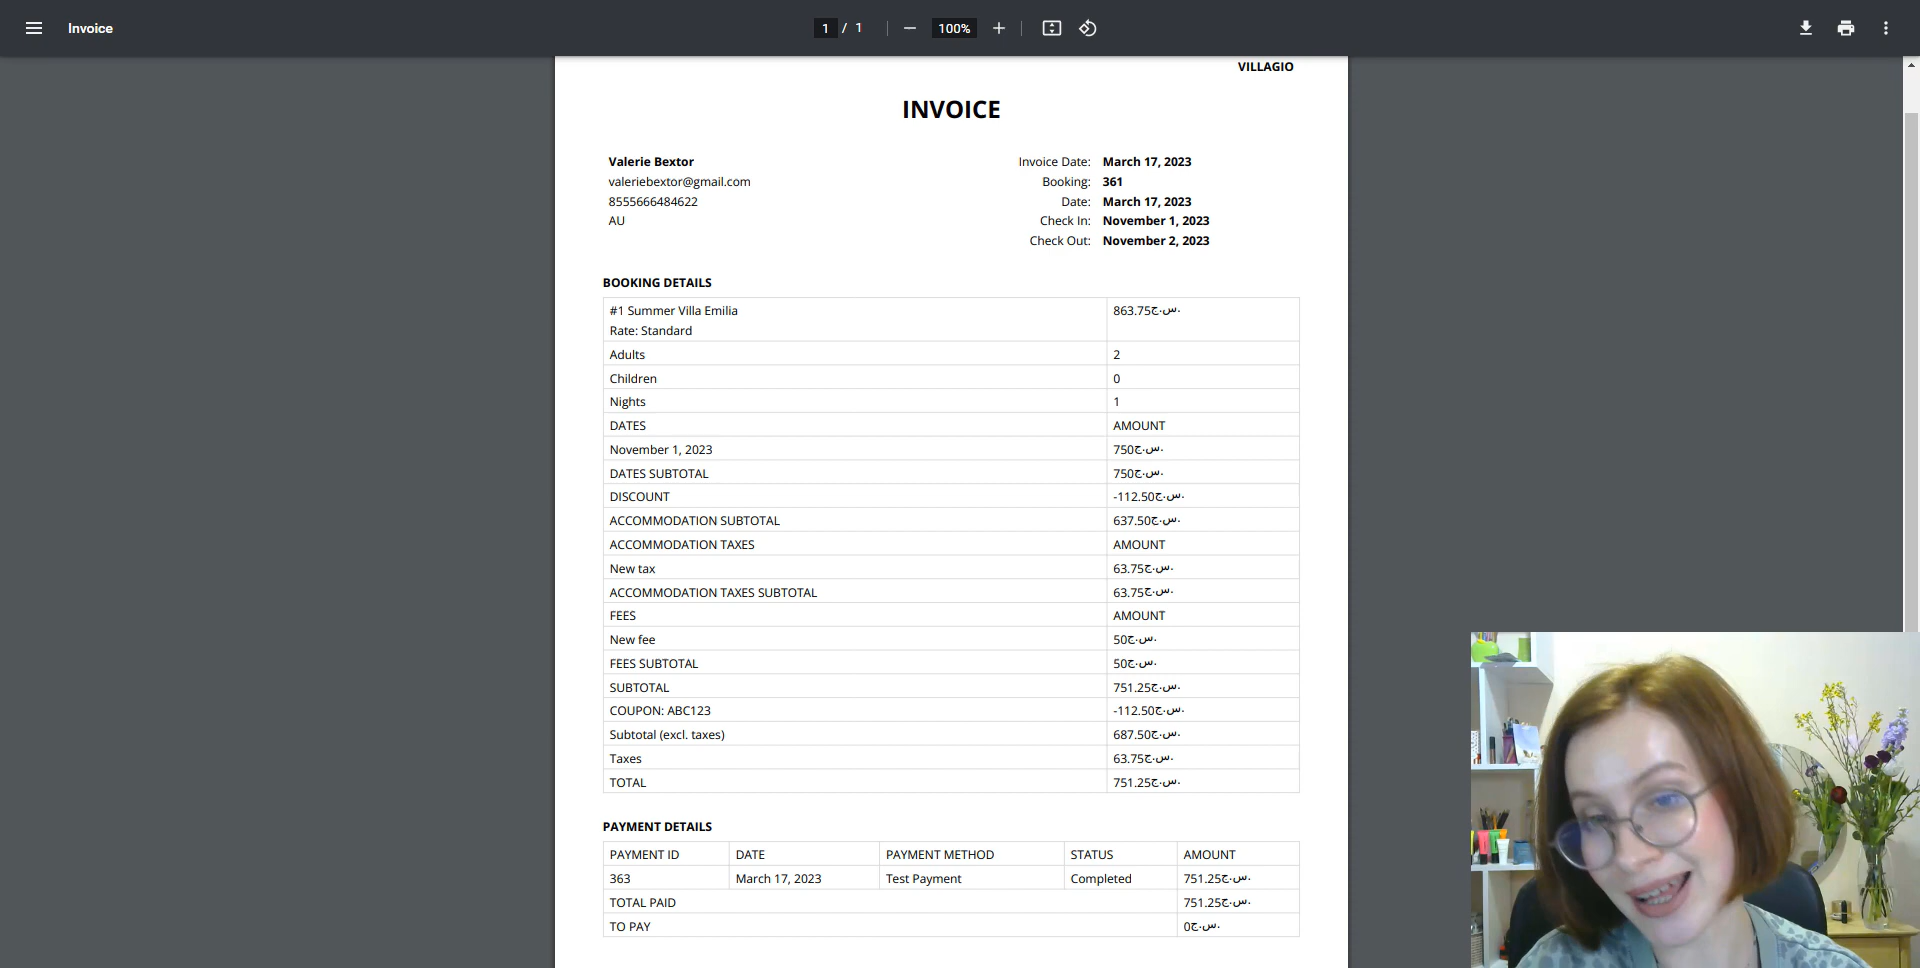 Invoice
1 / 1
100%
VILLAGIO
INVOICE
Valerie Bextor
valeriebextor@gmail.com
8555666484622
AU
Invoice Date: March 17, 2023
Booking: 361
Date: March 17, 2023
Check In: November 1, 2023
Check Out: November 2, 2023
BOOKING DETAILS
#1 Summer Villa Emilia 863.75ج.س.
Rate: Standard
Adults 2
Children 0
Nights 1
DATES AMOUNT
November 1, 2023 750ج.س.
DATES SUBTOTAL 750ج.س.
DISCOUNT -112.50ج.س.
ACCOMMODATION SUBTOTAL 637.50ج.س.
ACCOMMODATION TAXES AMOUNT
New tax 63.75ج.س.
ACCOMMODATION TAXES SUBTOTAL 63.75ج.س.
FEES AMOUNT
New fee 50ج.س.
FEES SUBTOTAL 50ج.س.
SUBTOTAL 751.25ج.س.
COUPON: ABC123 -112.50ج.س.
Subtotal (excl. taxes) 687.50ج.س.
Taxes 63.75ج.س.
TOTAL 751.25ج.س.
PAYMENT DETAILS
PAYMENT ID DATE PAYMENT METHOD STATUS AMOUNT
363 March 17, 2023 Test Payment Completed 751.25ج.س.
TOTAL PAID 751.25ج.س.
TO PAY 0ج.س.